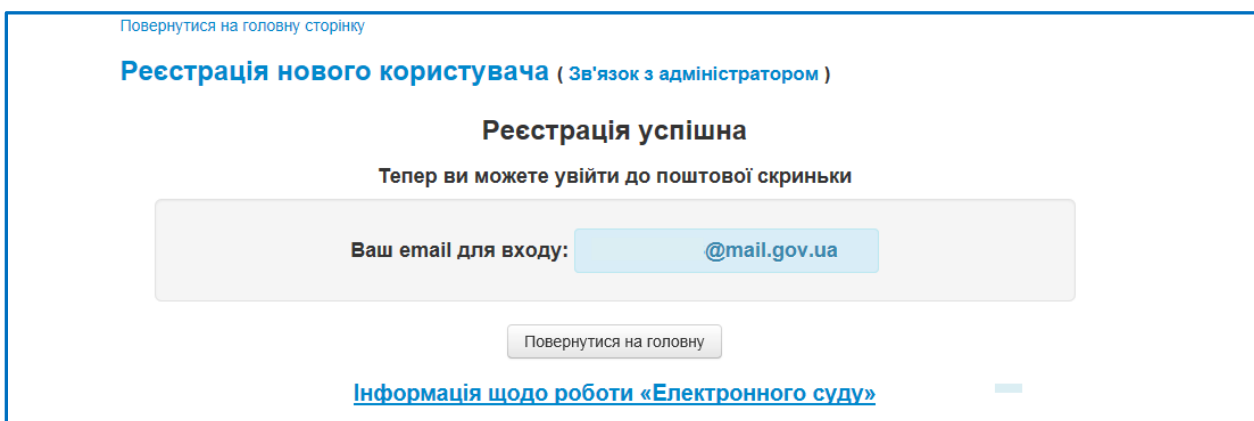 Повернутися на головну сторінку
Реєстрація нового користувача ( Зв'язок з адміністратором )
Реєстрація успішна
Тепер ви можете увійти до поштової скриньки
Ваш email для входу: @mail.gov.ua
Повернутися на головну
Інформація щодо роботи «Електронного суду»